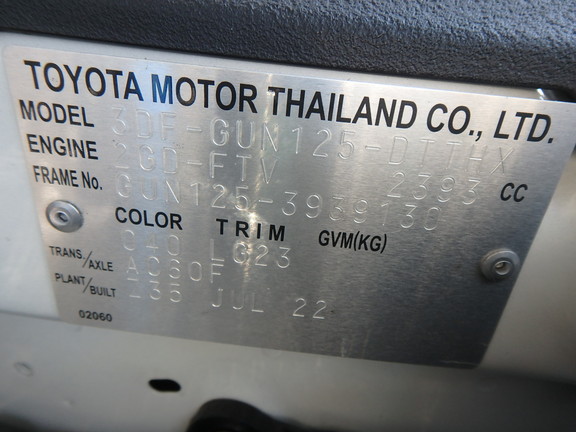 TOYOTA MOTOR THAILAND CO., LTD.
MODEL 3DF-GUN125-DTTHX
ENGINE 2GD-FTV 2393 CC
FRAME No. GUN125-3939130
COLOR TRIM GVM(KG)
040 LG23
TRANS./AXLE AC60F
PLANT/BUILT -35 JUL 22
02060